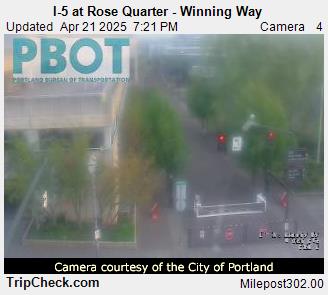 I-5 at Rose Quarter - Winning Way
Updated Apr 21 2025 7:21 PM Camera 4
PBOT
PORTLAND BUREAU OF TRANSPORTATION
Camera courtesy of the City of Portland
TripCheck.com Milepost302.00